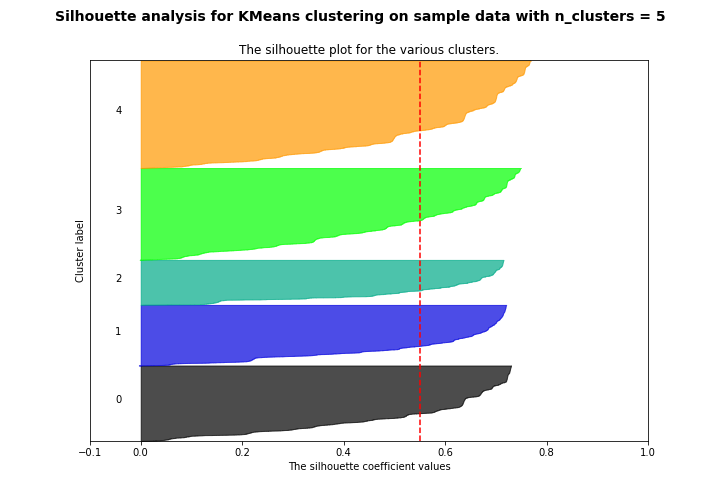 Silhouette analysis for KMeans clustering on sample data with n_clusters = 5
The silhouette plot for the various clusters.
4
3
2
1
0
Cluster label
−0.1 0.0 0.2 0.4 0.6 0.8 1.0
The silhouette coefficient values